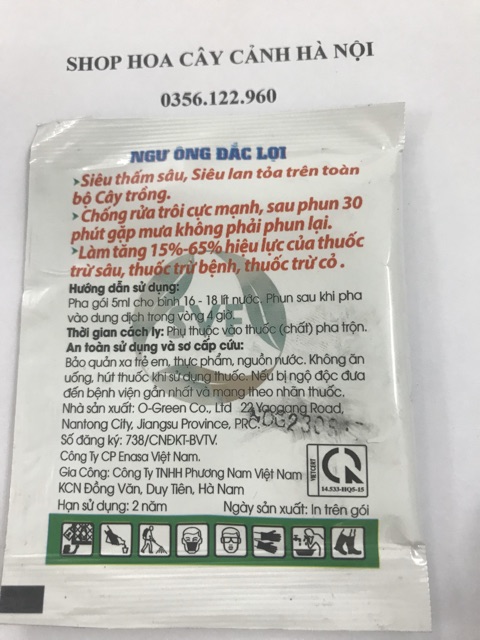 SHOP HOA CÂY CẢNH HÀ NỘI
0356.122.960
NGƯ ÔNG ĐẮC LỢI
➤Siêu thấm sâu, Siêu lan tỏa trên toàn
bộ Cây trồng.
➤Chống rửa trôi cực mạnh, sau phun 30
phút gặp mưa không phải phun lại.
➤Làm tăng 15%-65% hiệu lực của thuốc
trừ sâu, thuốc trừ bệnh, thuốc trừ cỏ .
Hướng dẫn sử dụng:
Pha gói 5ml cho bình 16 - 18 lít nước. Phun sau khi pha
vào dung dịch trong vòng 4 giờ.
Thời gian cách ly: Phụ thuộc vào thuốc (chất) pha trộn.
An toàn sử dụng và sơ cấp cứu:
Bảo quản xa trẻ em, thực phẩm, nguồn nước. Không ăn
uống, hút thuốc khi sử dụng thuốc. Nếu bị ngộ độc đưa
đến bệnh viện gần nhất và mang theo nhãn thuốc.
Nhà sản xuất: O-Green Co., Ltd 22 Yaogang Road,
Nantong City, Jiangsu Province, PRC.
Số đăng ký: 738/CNĐKT-BVTV.
Công Ty CP Enasa Việt Nam.
Gia Công: Công Ty TNHH Phương Nam Việt Nam
KCN Đồng Văn, Duy Tiên, Hà Nam
VIETCERT
14.533-HQ5-15
Hạn sử dụng: 2 năm Ngày sản xuất: In trên gói